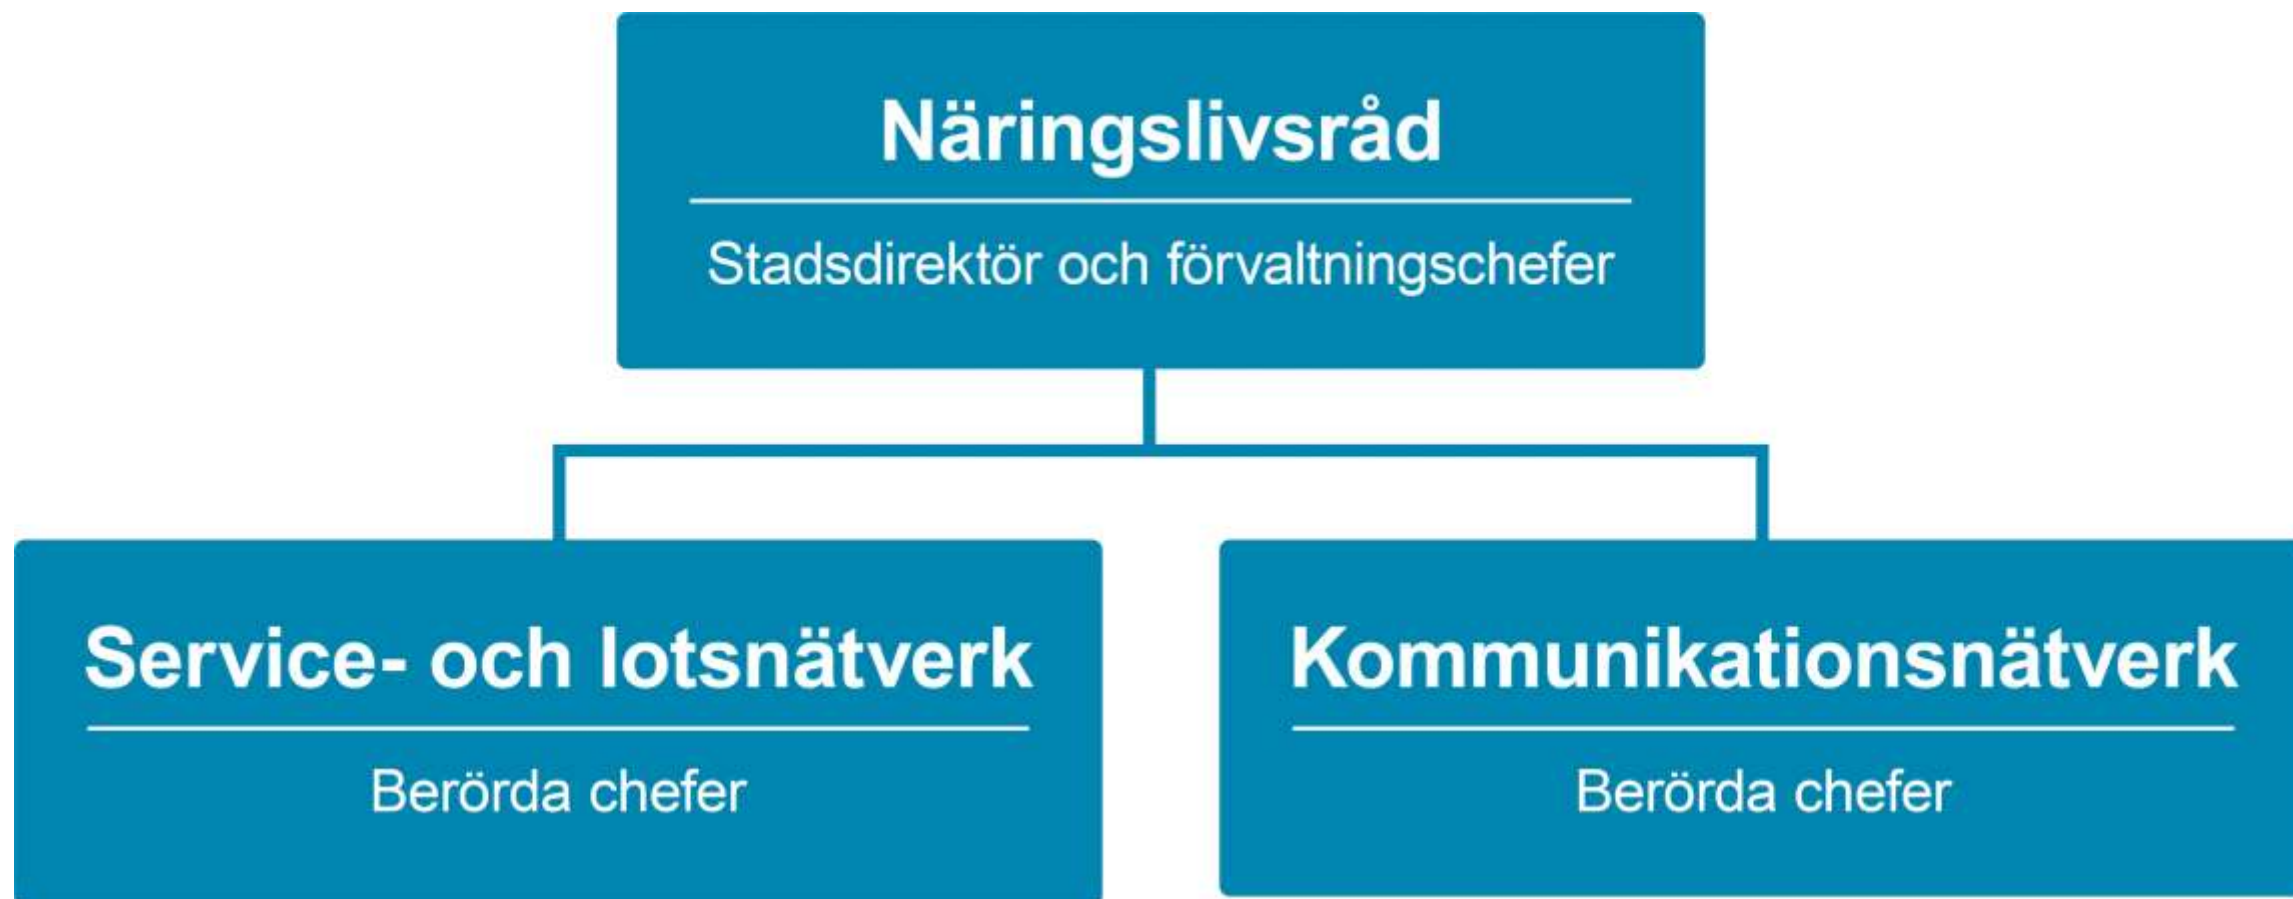 Näringslivsråd
Stadsdirektör och förvaltningschefer
Service- och lotsnätverk
Berörda chefer
Kommunikationsnätverk
Berörda chefer